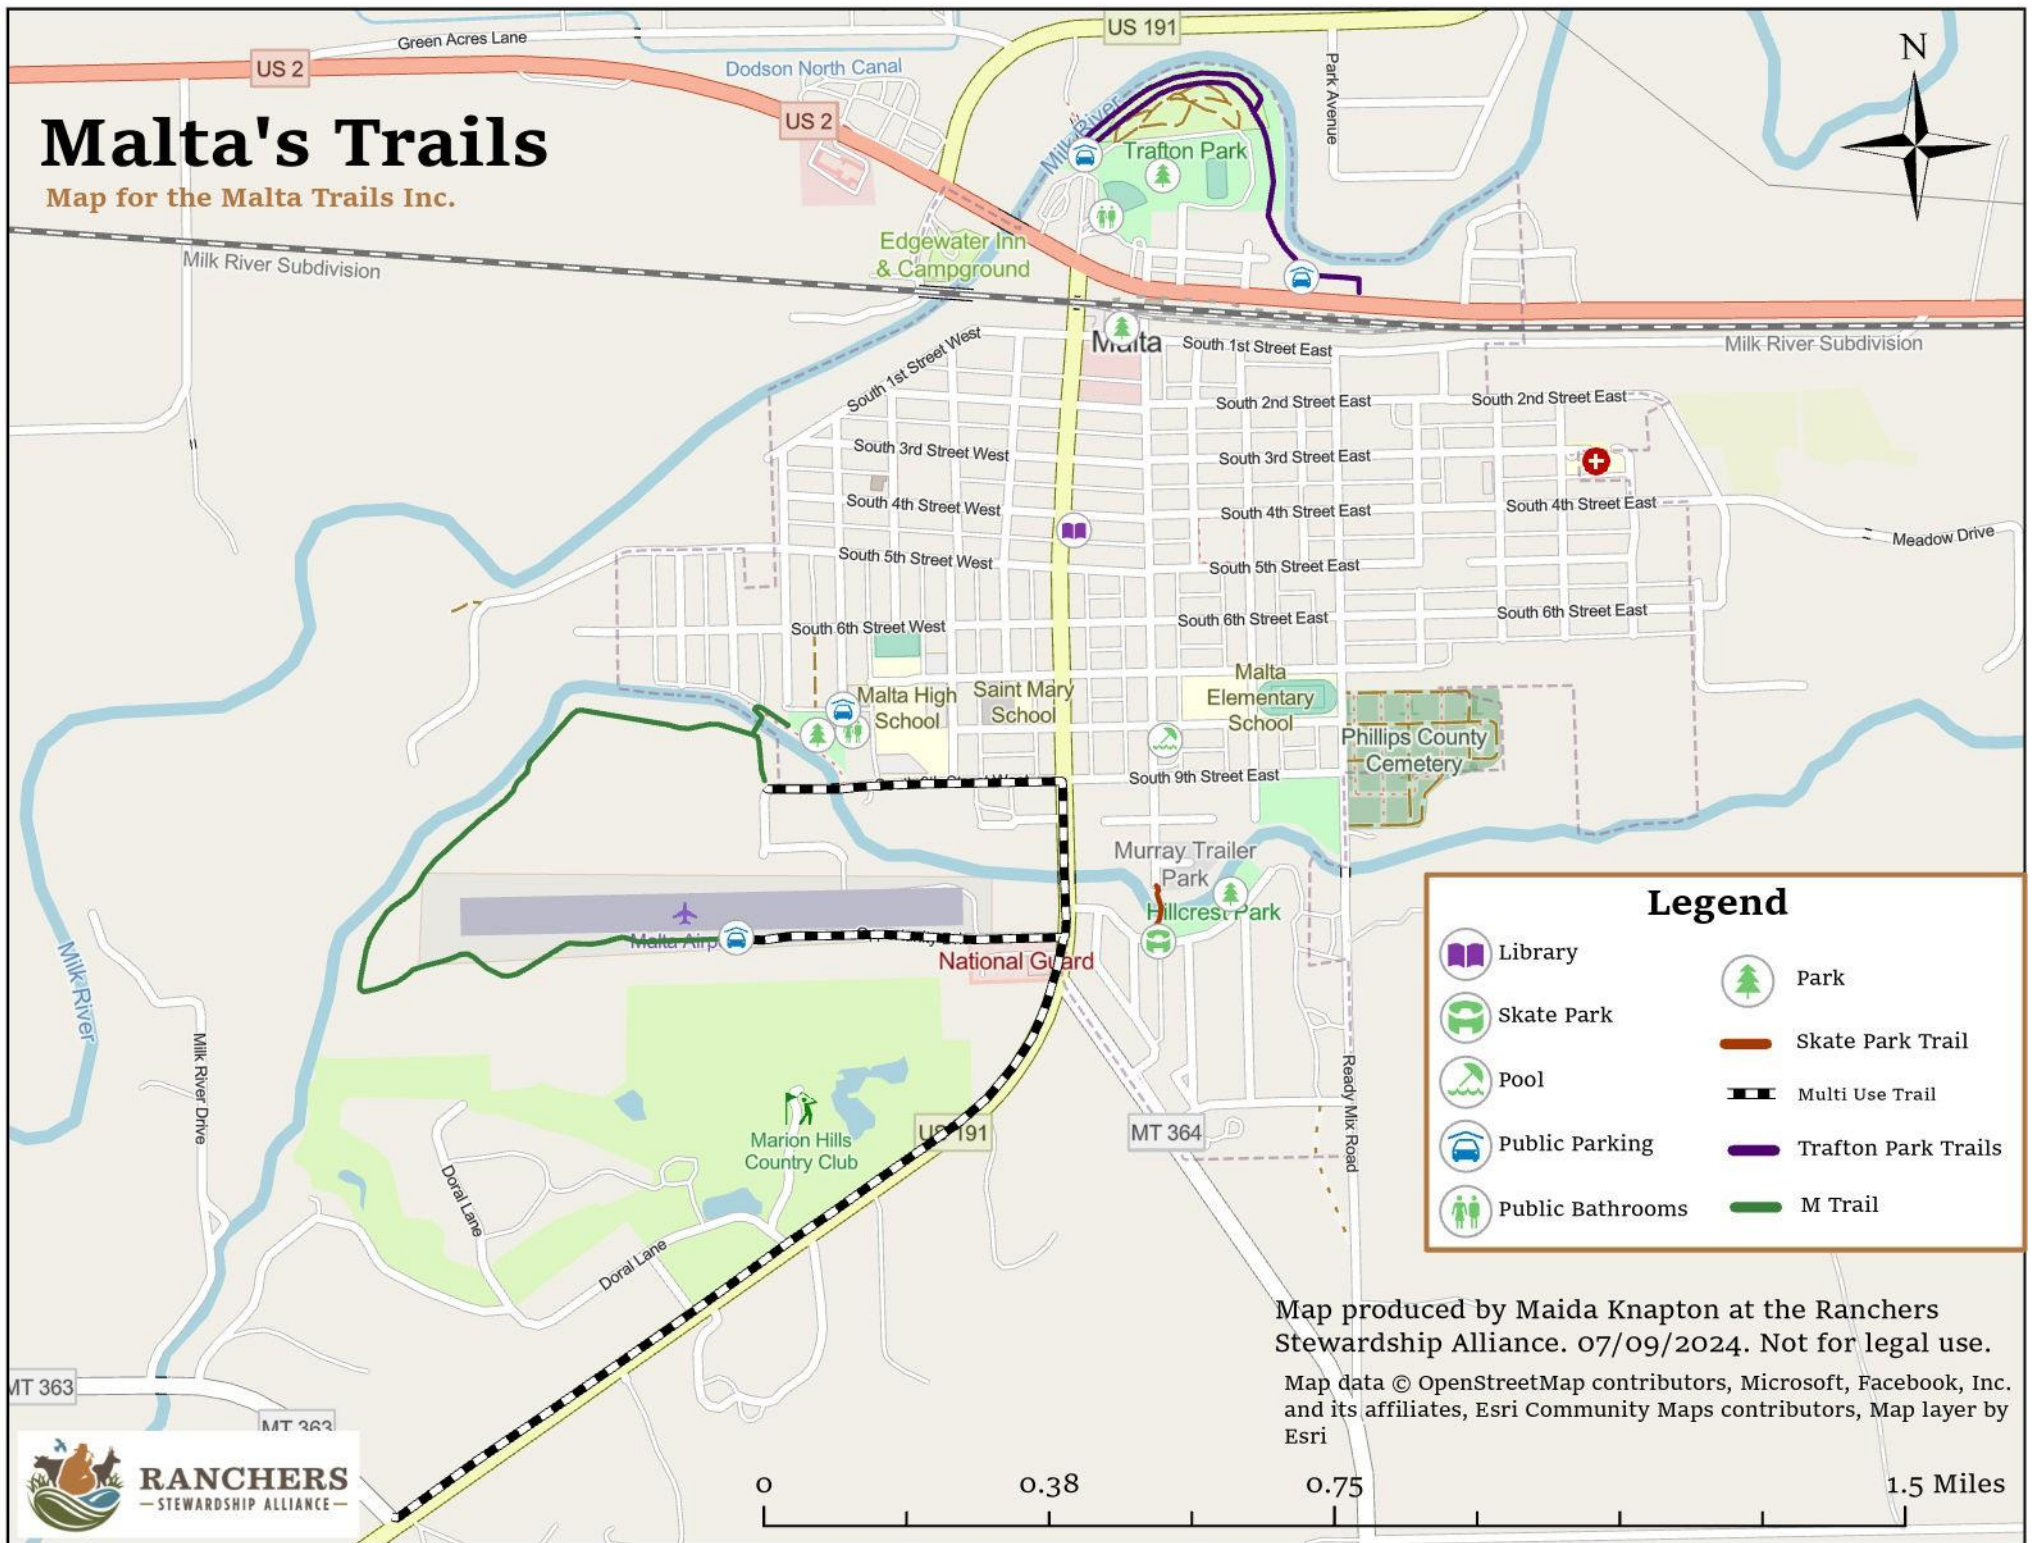 US 191
Green Acres Lane
US 2
Dodson North Canal
Park Avenue
N
US 2
Malta's Trails
Map for the Malta Trails Inc.
Milk River
Trafton Park
Edgewater Inn
& Campground
Milk River Subdivision
Malta
South 1st Street East
Milk River Subdivision
South 1st Street West
South 2nd Street East
South 2nd Street East
South 3rd Street West
South 3rd Street East
South 4th Street West
South 4th Street East
South 4th Street East
Meadow Drive
South 5th Street West
South 5th Street East
South 6th Street West
South 6th Street East
South 6th Street East
Malta High
School
Saint Mary
School
Malta
Elementary
School
Phillips County
Cemetery
South 9th Street East
Murray Trailer
Park
Hillcrest Park
Malta Airp
National Guard
Milk River
Milk River Drive
Marion Hills
Country Club
US 191
MT 364
Ready Mix Road
Doral Lane
Doral Lane
MT 363
MT 363
Legend
Library
Skate Park
Pool
Public Parking
Public Bathrooms
Park
Skate Park Trail
Multi Use Trail
Trafton Park Trails
M Trail
Map produced by Maida Knapton at the Ranchers
Stewardship Alliance. 07/09/2024. Not for legal use.
Map data © OpenStreetMap contributors, Microsoft, Facebook, Inc.
and its affiliates, Esri Community Maps contributors, Map layer by
Esri
RANCHERS
STEWARDSHIP ALLIANCE
0 0.38 0.75 1.5 Miles